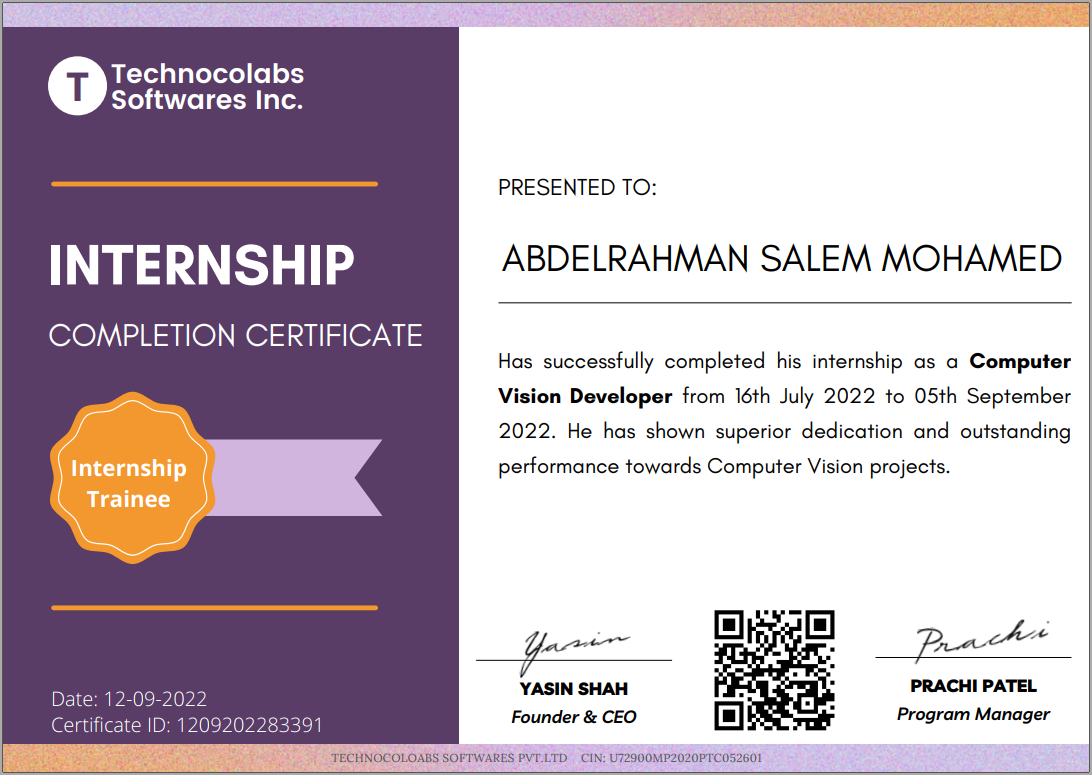 T
Technocolabs
Softwares Inc.
INTERNSHIP
COMPLETION CERTIFICATE
Internship
Trainee
Date: 12-09-2022
Certificate ID: 1209202283391
PRESENTED TO:
ABDELRAHMAN SALEM MOHAMED
Has successfully completed his internship as a Computer
Vision Developer from 16th July 2022 to 05th September
2022. He has shown superior dedication and outstanding
performance towards Computer Vision projects.
Yasin
YASIN SHAH
Founder & CEO
Prachi
PRACHI PATEL
Program Manager
TECHNOCOLOABS SOFTWARES PVT.LTD CIN: U72900MP2020PTC052601